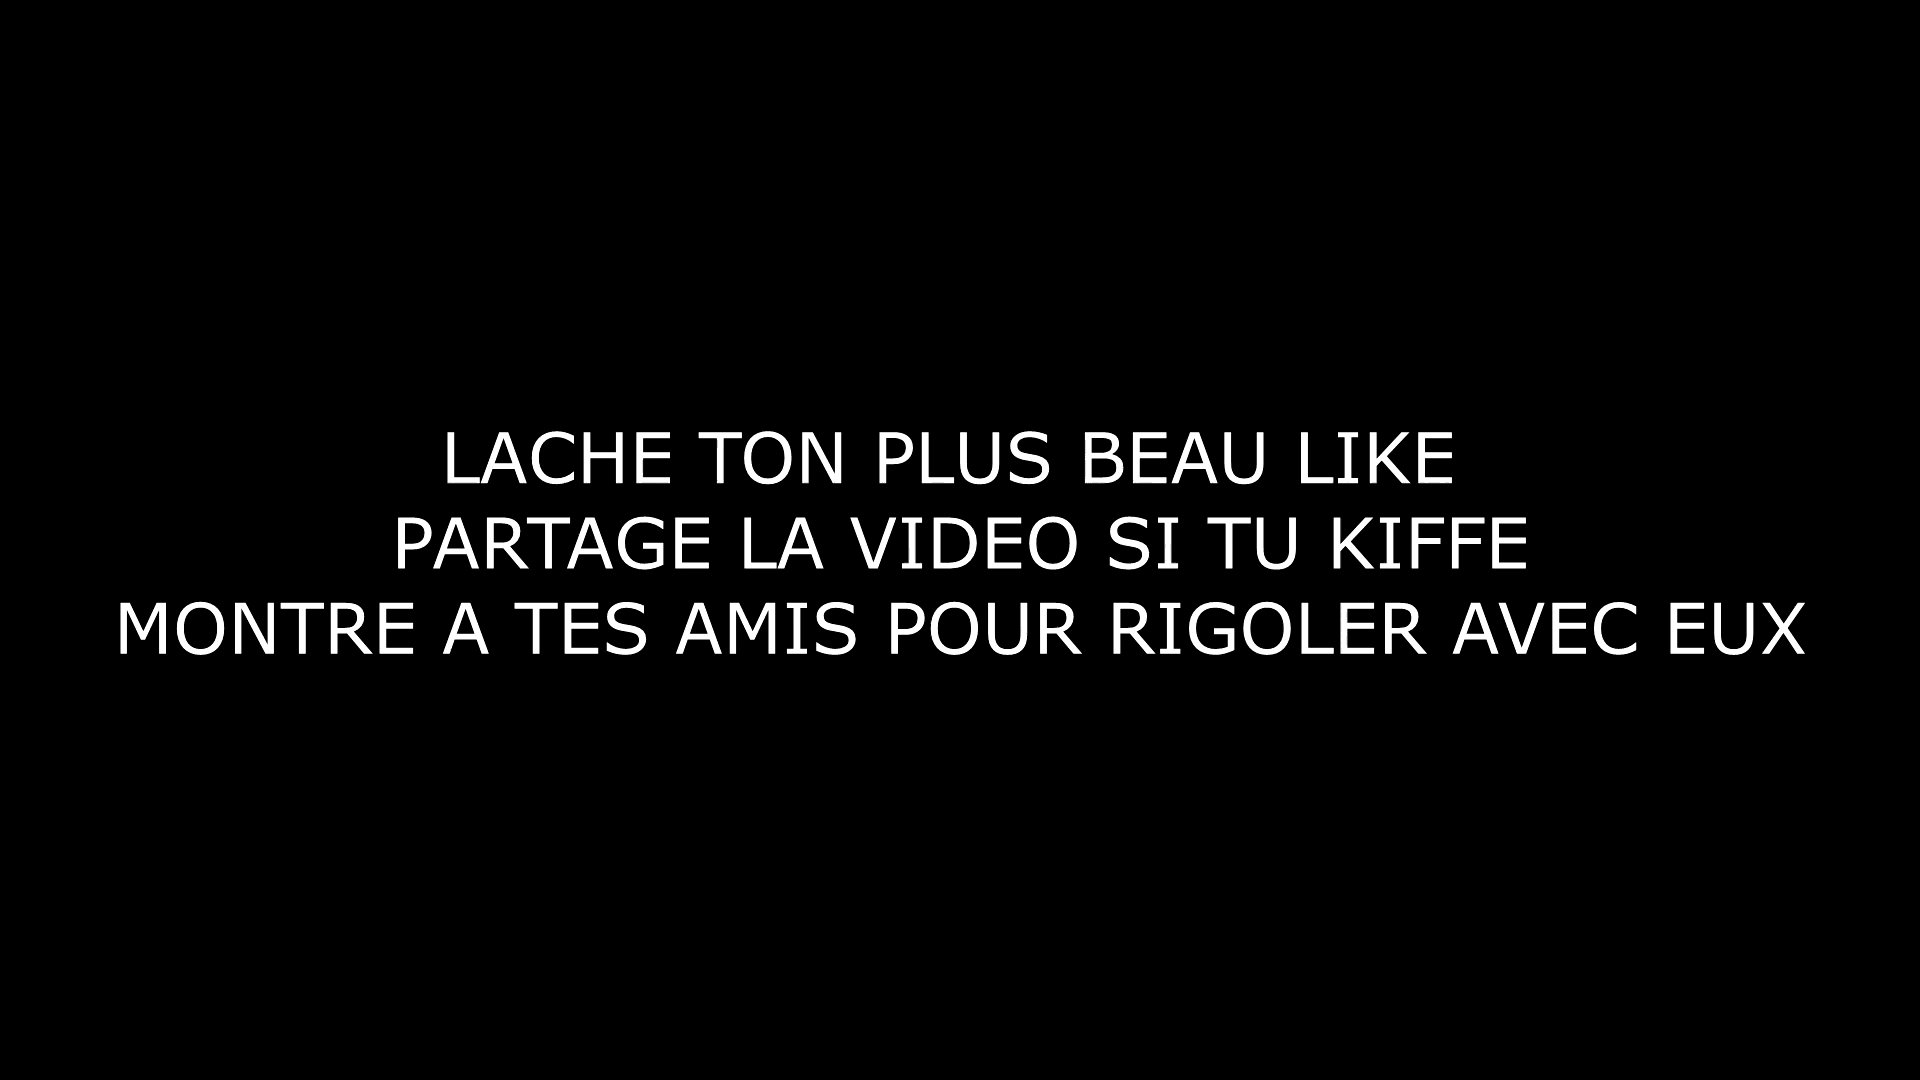 LACHE TON PLUS BEAU LIKE
PARTAGE LA VIDEO SI TU KIFFE
MONTRE A TES AMIS POUR RIGOLER AVEC EUX